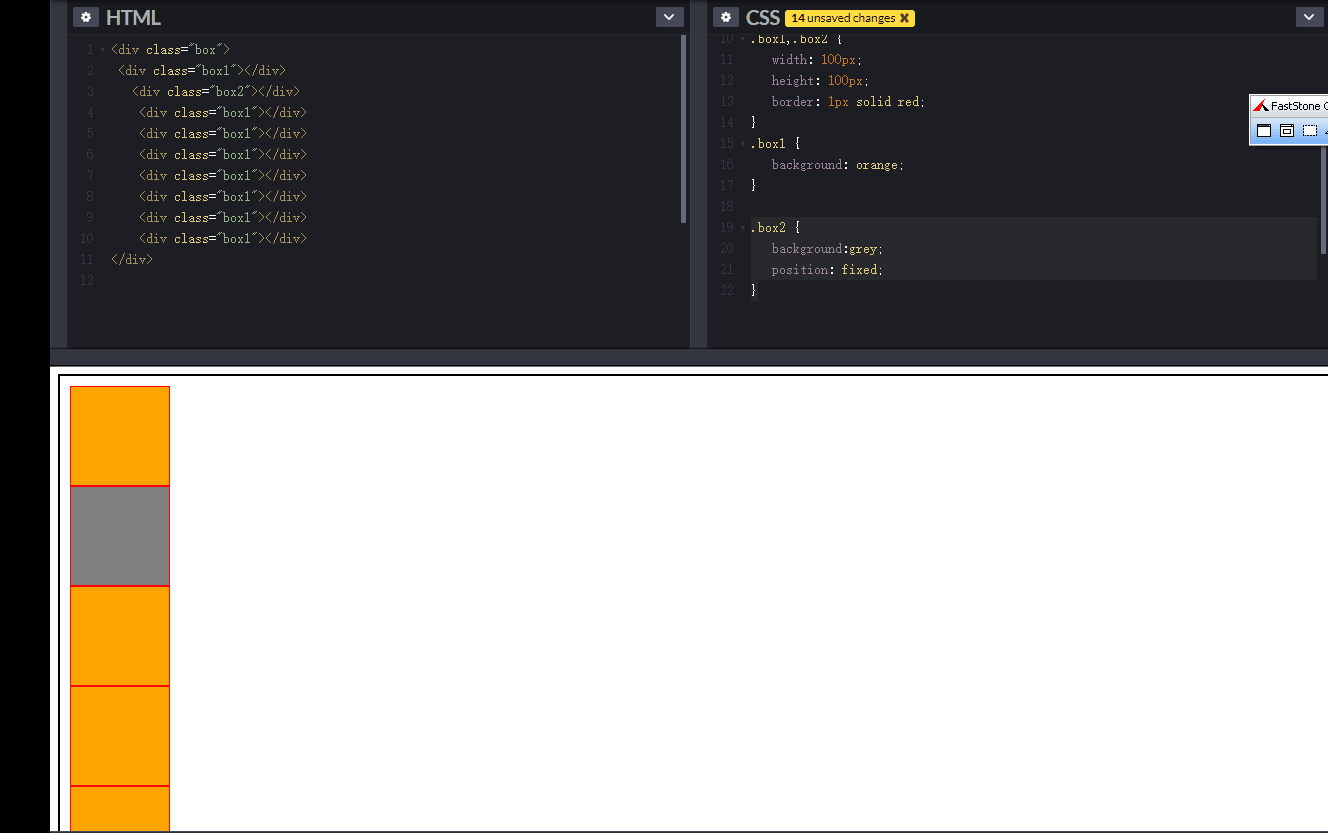 HTML
1 <div class="box">
2 <div class="box1"></div>
3 <div class="box2"></div>
4 <div class="box1"></div>
5 <div class="box1"></div>
6 <div class="box1"></div>
7 <div class="box1"></div>
8 <div class="box1"></div>
9 <div class="box1"></div>
10 <div class="box1"></div>
11 </div>
12
CSS 14 unsaved changes
10 .box1,.box2 {
11 width: 100px;
12 height: 100px;
13 border: 1px solid red;
14 }
15 .box1 {
16 background: orange;
17 }
18
19 .box2 {
20 background:grey;
21 position: fixed;
22 }
FastStone